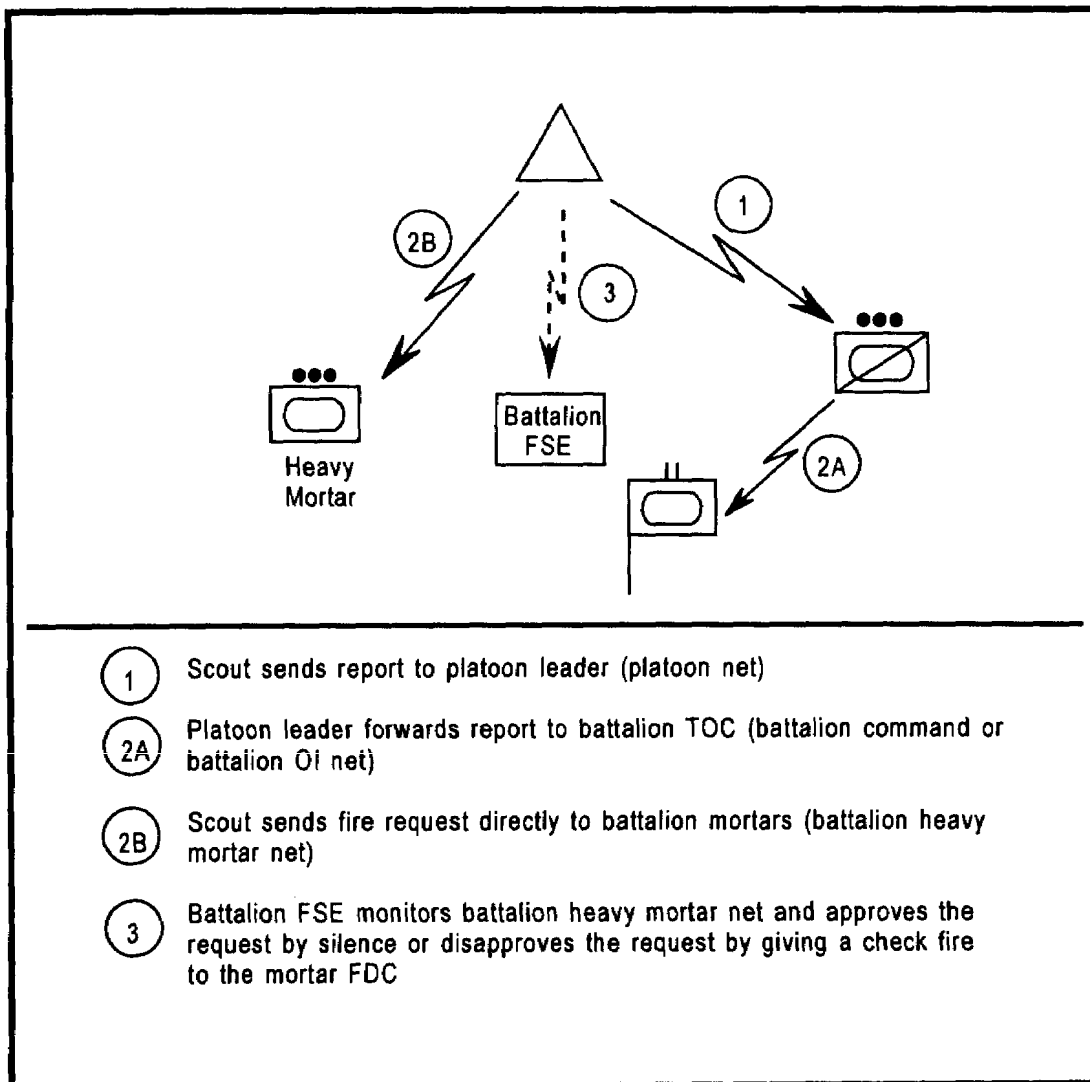 1
2B
3
Battalion
FSE
Heavy
Mortar
2A
1 Scout sends report to platoon leader (platoon net)
2A Platoon leader forwards report to battalion TOC (battalion command or
battalion OI net)
2B Scout sends fire request directly to battalion mortars (battalion heavy
mortar net)
3 Battalion FSE monitors battalion heavy mortar net and approves the
request by silence or disapproves the request by giving a check fire
to the mortar FDC